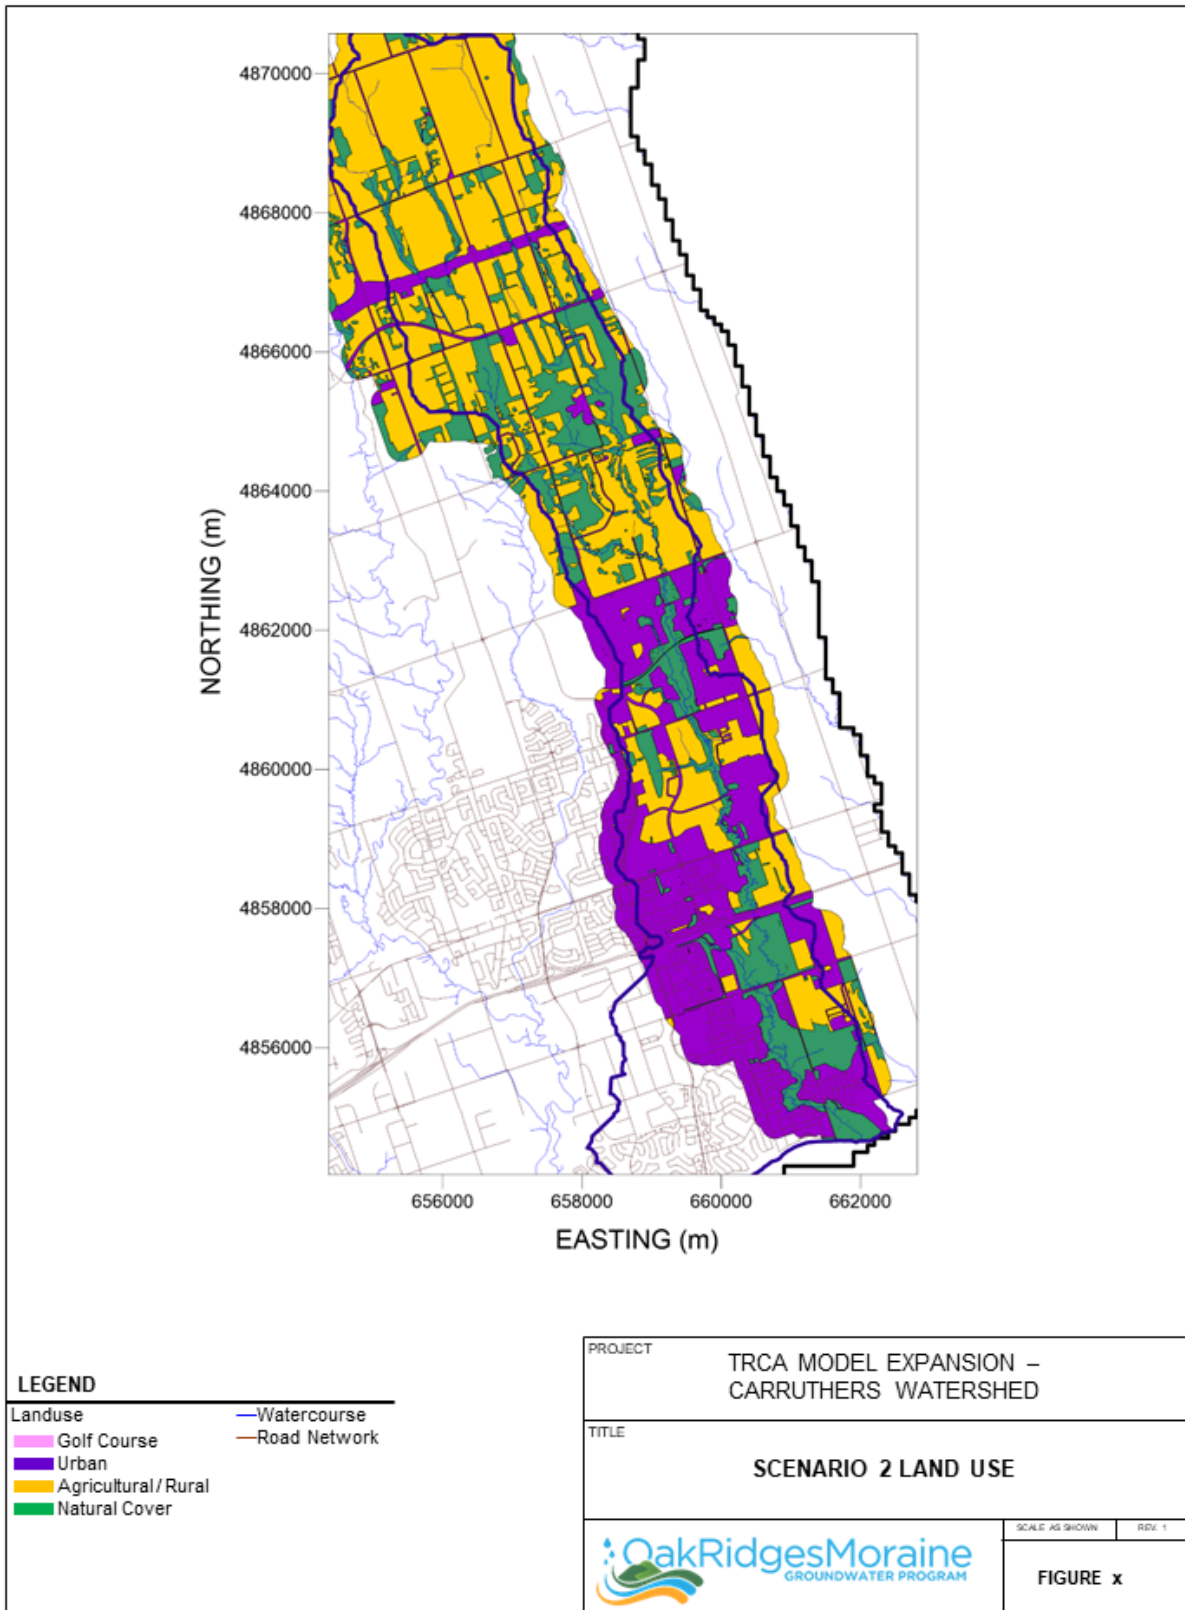 4870000
4868000
4866000
4864000
4862000
4860000
4858000
4856000
NORTHING (m)
656000
658000
660000
662000
EASTING (m)
LEGEND
Landuse
Golf Course
Urban
Agricultural / Rural
Natural Cover
Watercourse
Road Network
PROJECT
TRCA MODEL EXPANSION –
CARRUTHERS WATERSHED
TITLE
SCENARIO 2 LAND USE
OakRidgesMoraine
GROUNDWATER PROGRAM
SCALE AS SHOWN
REV. 1
FIGURE x